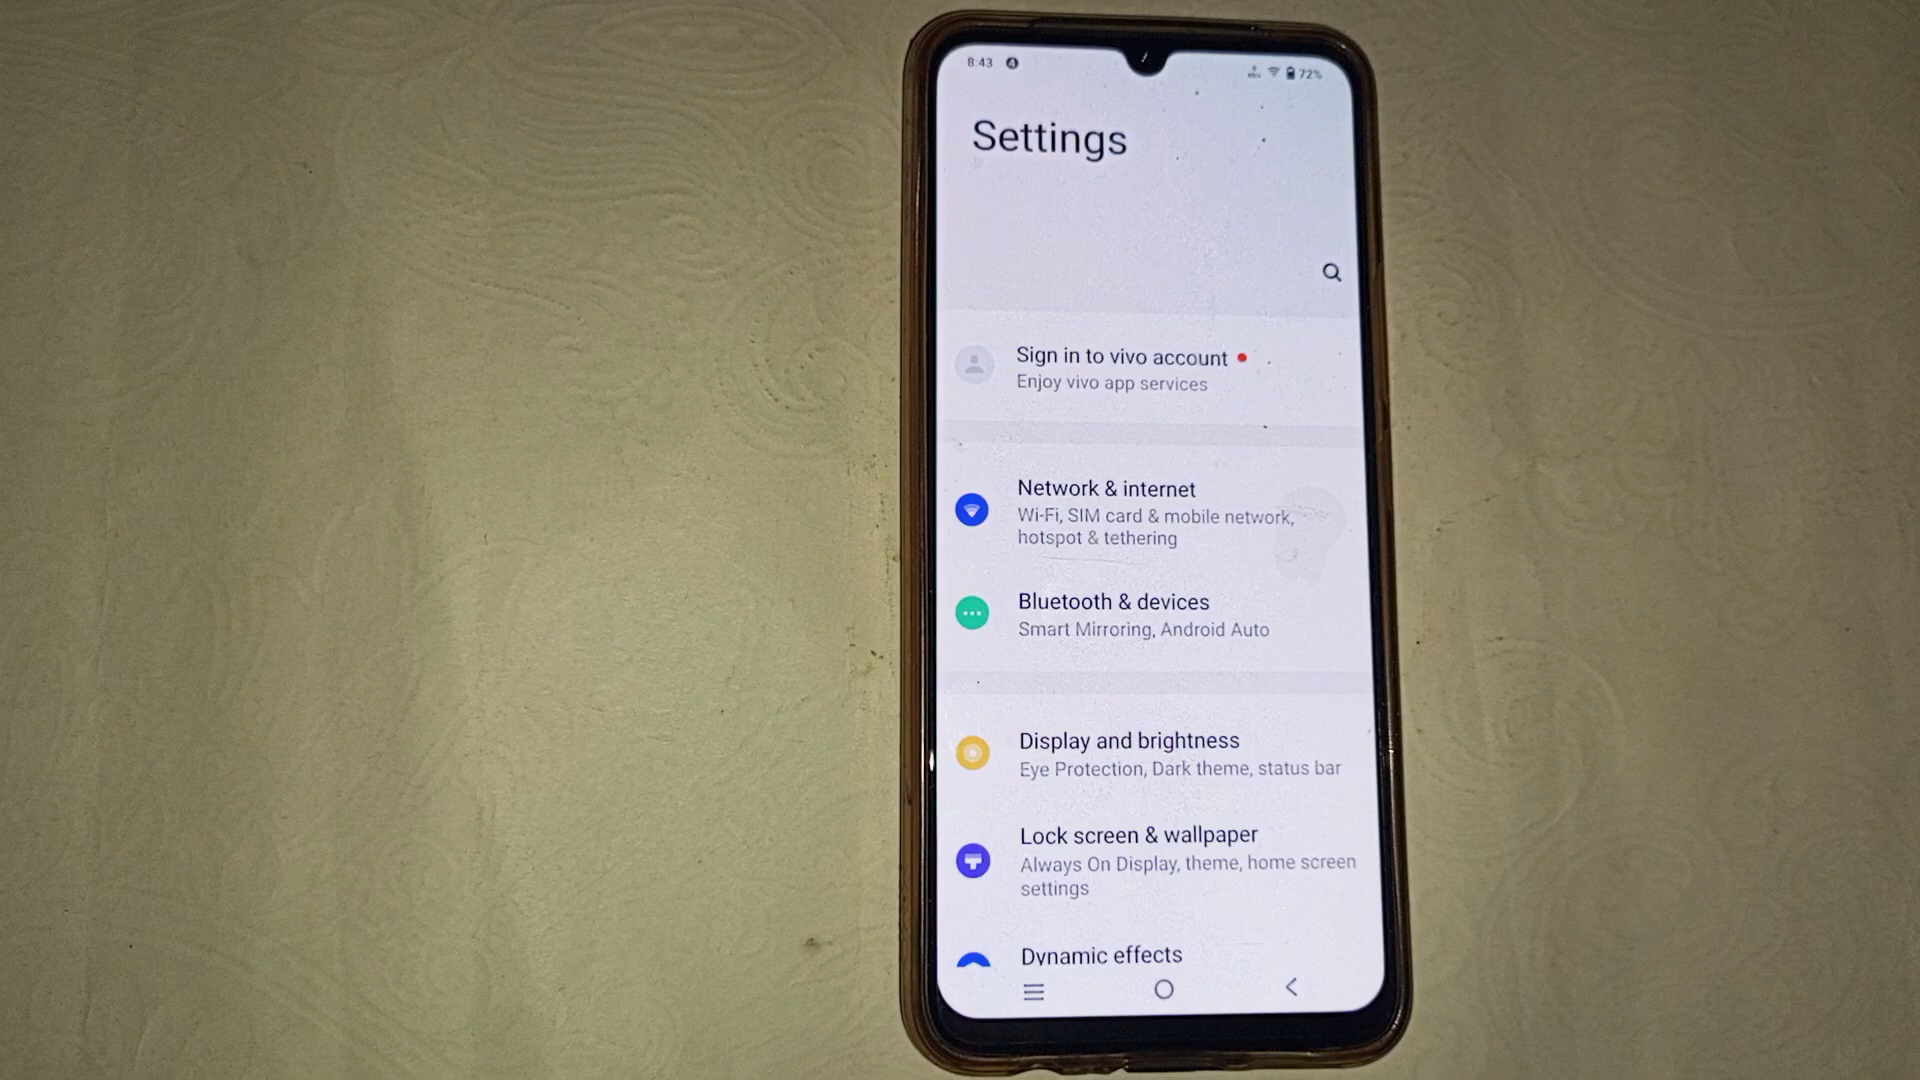 8:43
72%
Settings
Sign in to vivo account
Enjoy vivo app services
Network & internet
Wi-Fi, SIM card & mobile network,
hotspot & tethering
Bluetooth & devices
Smart Mirroring, Android Auto
Display and brightness
Eye Protection, Dark theme, status bar
Lock screen & wallpaper
Always On Display, theme, home screen
settings
Dynamic effects